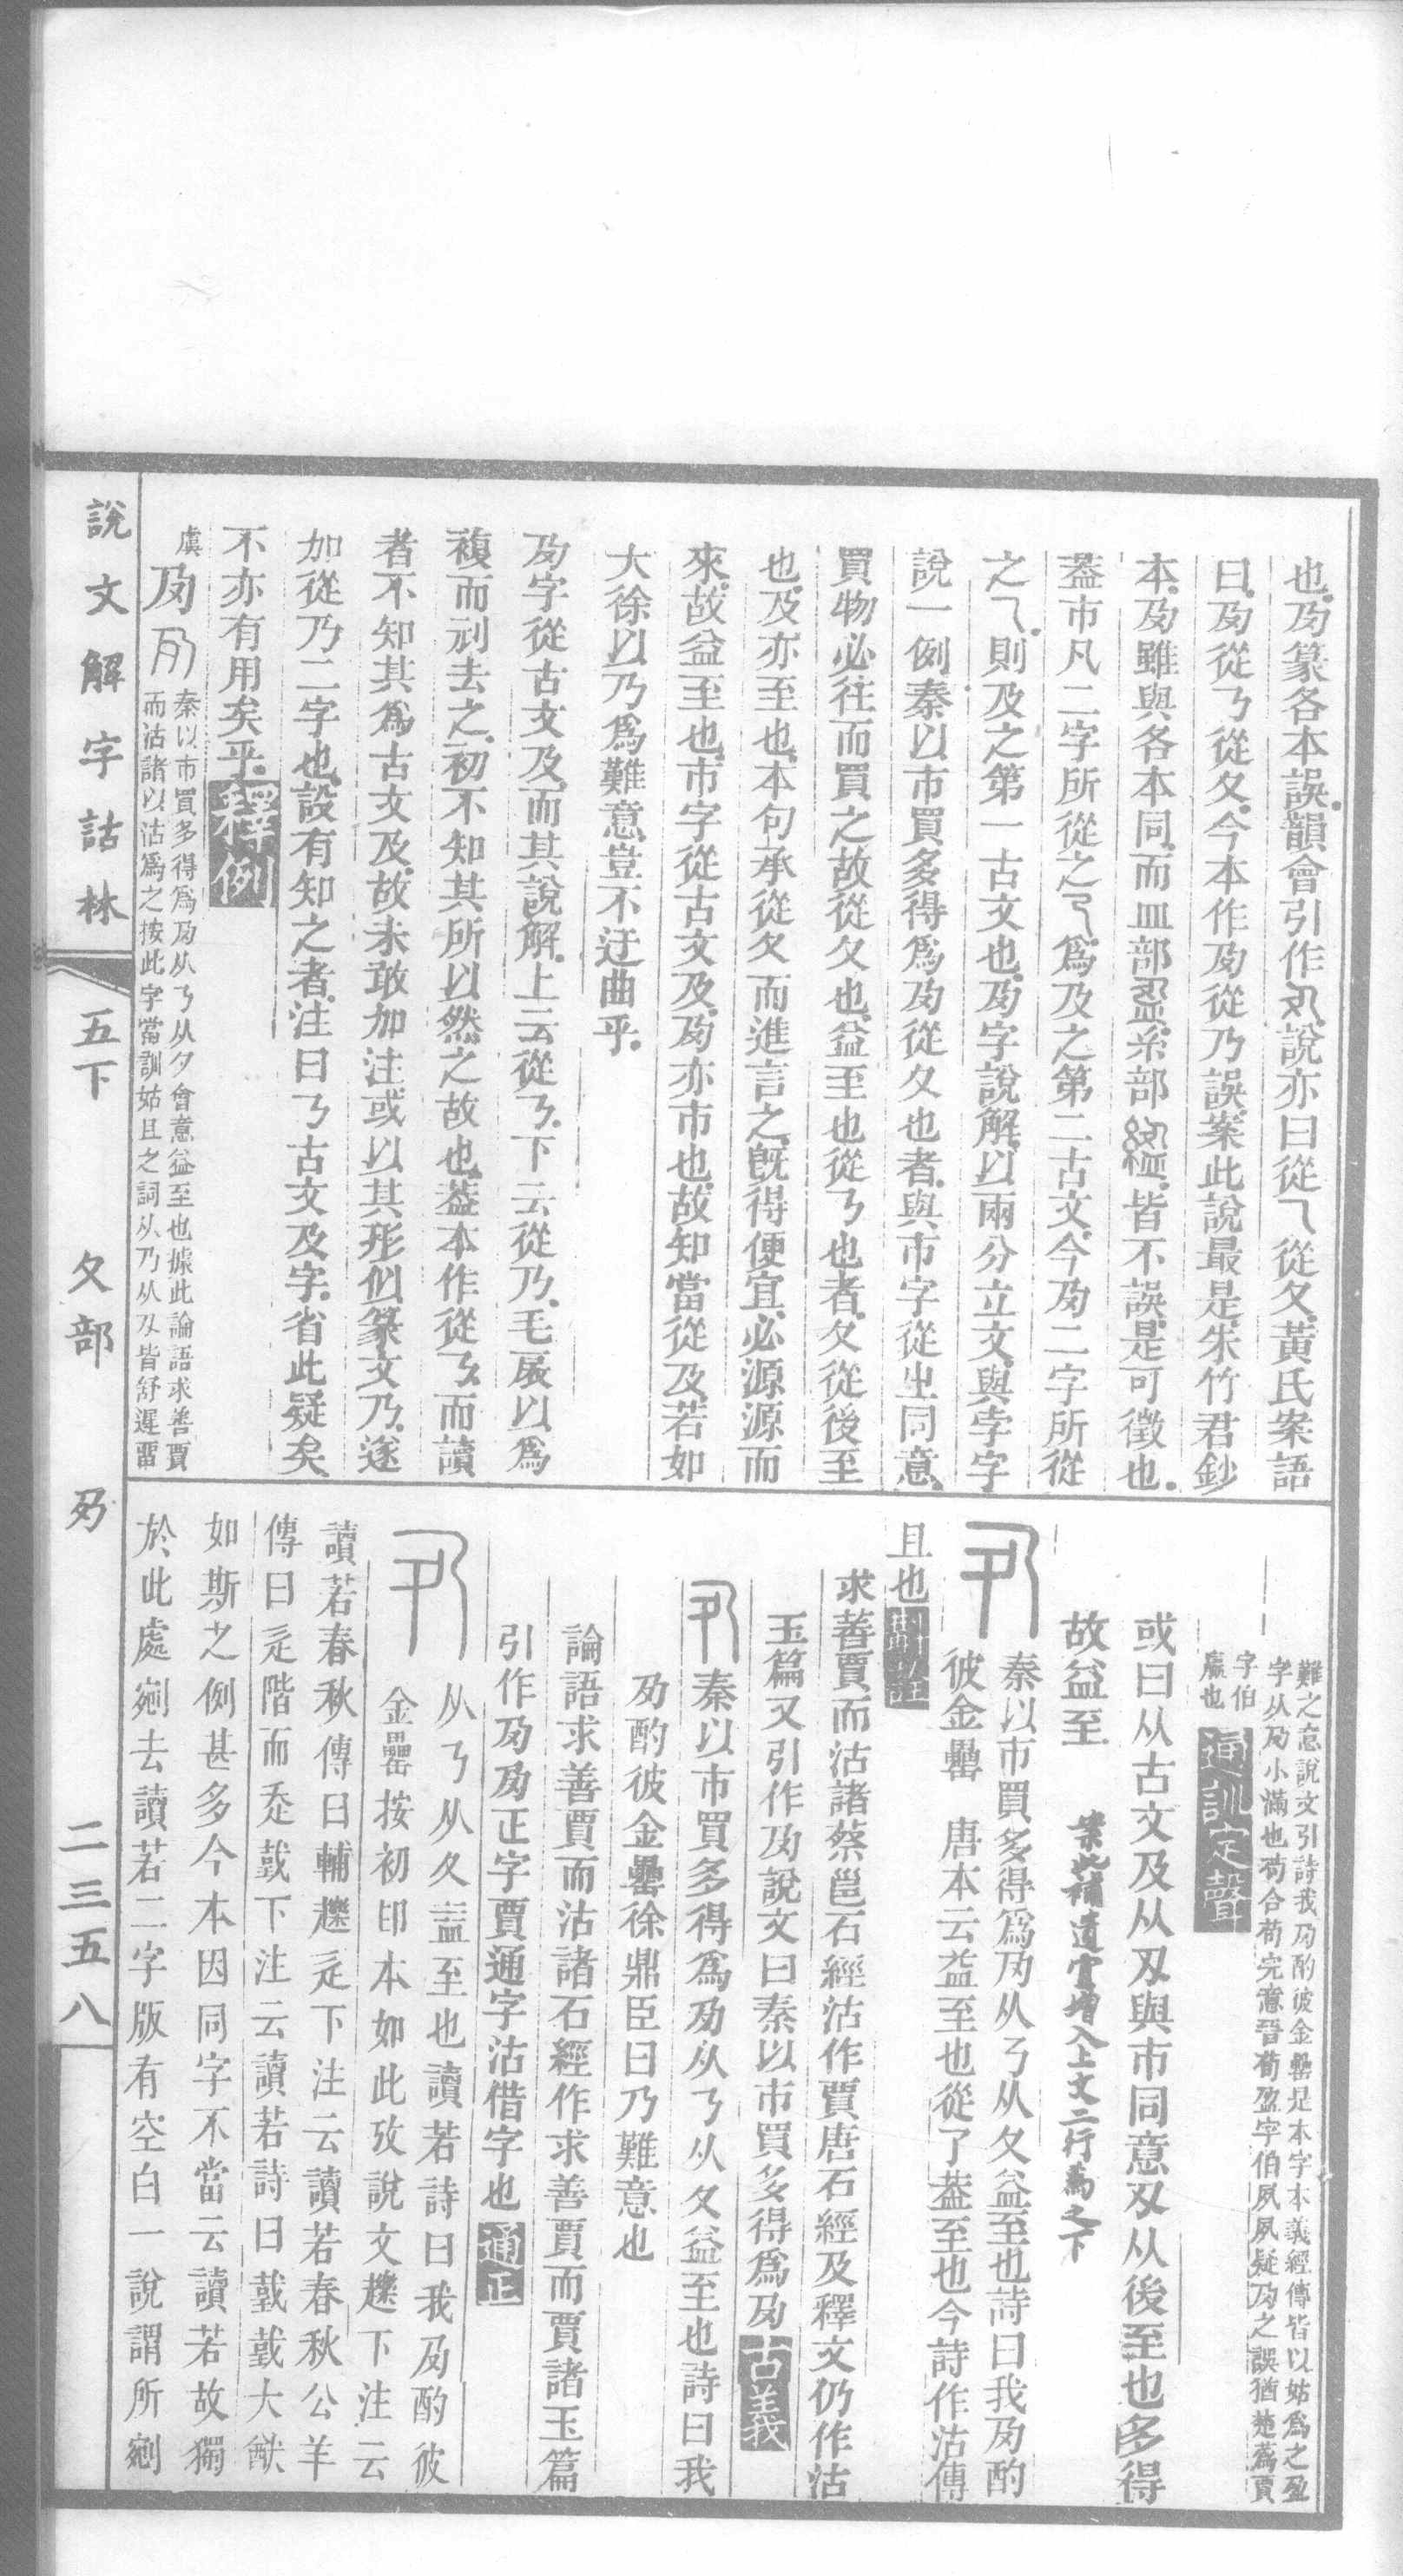 也夃篆各本誤韻會引作夃說亦曰從乁從夂黃氏案語
曰夃從㇋從夂今本作夃從乃誤案此說最是朱竹君鈔
本夃雖與各本同而皿部盈糸部縕皆不誤是可徵也
葢市凡二字所從之為及之第二古文今夃二字所從
之乁則及之第一古文也夃字說解以兩分立文與字字
說一例秦以市買多得爲夃從夂也者與市字從㞢同意
買物必往而買之故從夂也益至也從㇋也者夂從後至
也及亦至也本句承從夂而進言之旣得便宜必源源而
來故益至也市字從古文及夃亦市也故知當從及若如
大徐以乃爲難意豈不迂曲乎
夃字從古文及而其說解上云從㇋下云從乃毛扆以爲
複而刓去之初不知其所以然之故也葢本作從㇋而讀
者不知其爲古文及故未敢加注或以其形似篆文乃遂
加從乃二字也設有知之者注曰㇋古文及字省此疑矣
不亦有用矣乎釋例
虞夃
秦以市買多得爲夃从㇋从夕會意益至也據此論語求善賈
而沽諸以沽爲之按此字當訓姑且之詞从乃从夂皆舒遲畱
難之意說文引詩我夃酌彼金罍是本字本義經傳皆以姑爲之盈
字从夃小滿也苟合苟完意晉荀盈字伯夙夙疑夃之誤猶楚蔿賈
字伯
嬴也
通訓定聲
或曰从古文及从夂與市同意夂从後至也多得
故益至
案此補遺當增入上文二行爲之下
秦以市買多得爲夃从㇋从夂益至也詩曰我夃酌
彼金罍 唐本云益至也從了葢至也今詩作沽傳
且也斠詮
求善賈而沽諸蔡邕石經沽作賈唐石經及釋文仍作沽
玉篇又引作夃說文曰秦以市買多得爲夃古義
秦以市買多得爲夃从㇋从夂益至也詩曰我
夃酌彼金罍徐鼎臣曰乃難意也
論語求善賈而沽諸石經作求善賈而賈諸玉篇
引作夃夃正字賈通字沽借字也通正
从㇋从夂益至也讀若詩曰我夃酌彼
金罍按初印本如此攷說文趮下注云
讀若春秋傳曰輔趮辵下注云讀若春秋公羊
傳曰辵階而走戴下注云讀若詩曰戴戴大猷
如斯之例甚多今本因同字不當云讀若故獨
於此處剜去讀若二字版有空白一說謂所剜
說文解字詁林 五下 夂部 夃 二三五八